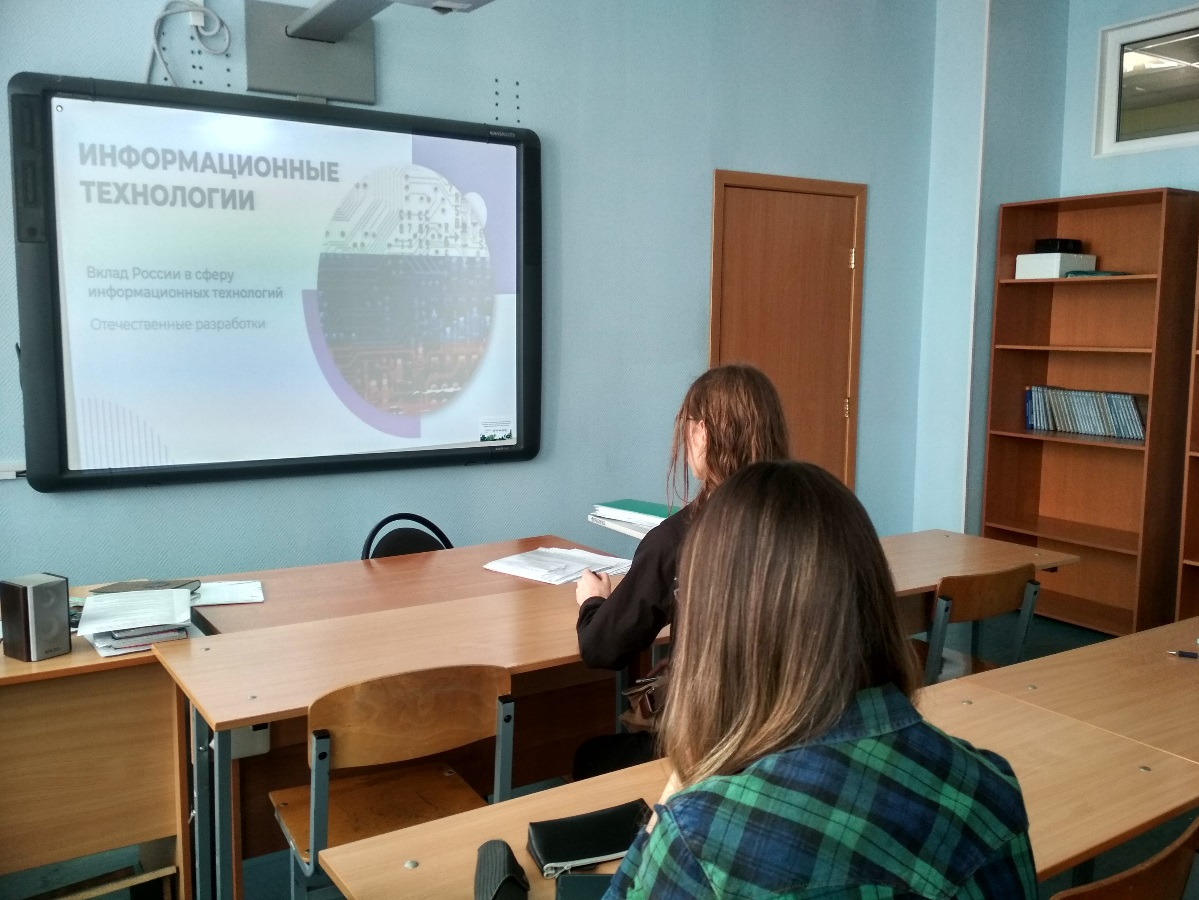 ИНФОРМАЦИОННЫЕ
ТЕХНОЛОГИИ
Вклад России в сферу
информационных технологий
Отечественные разработки